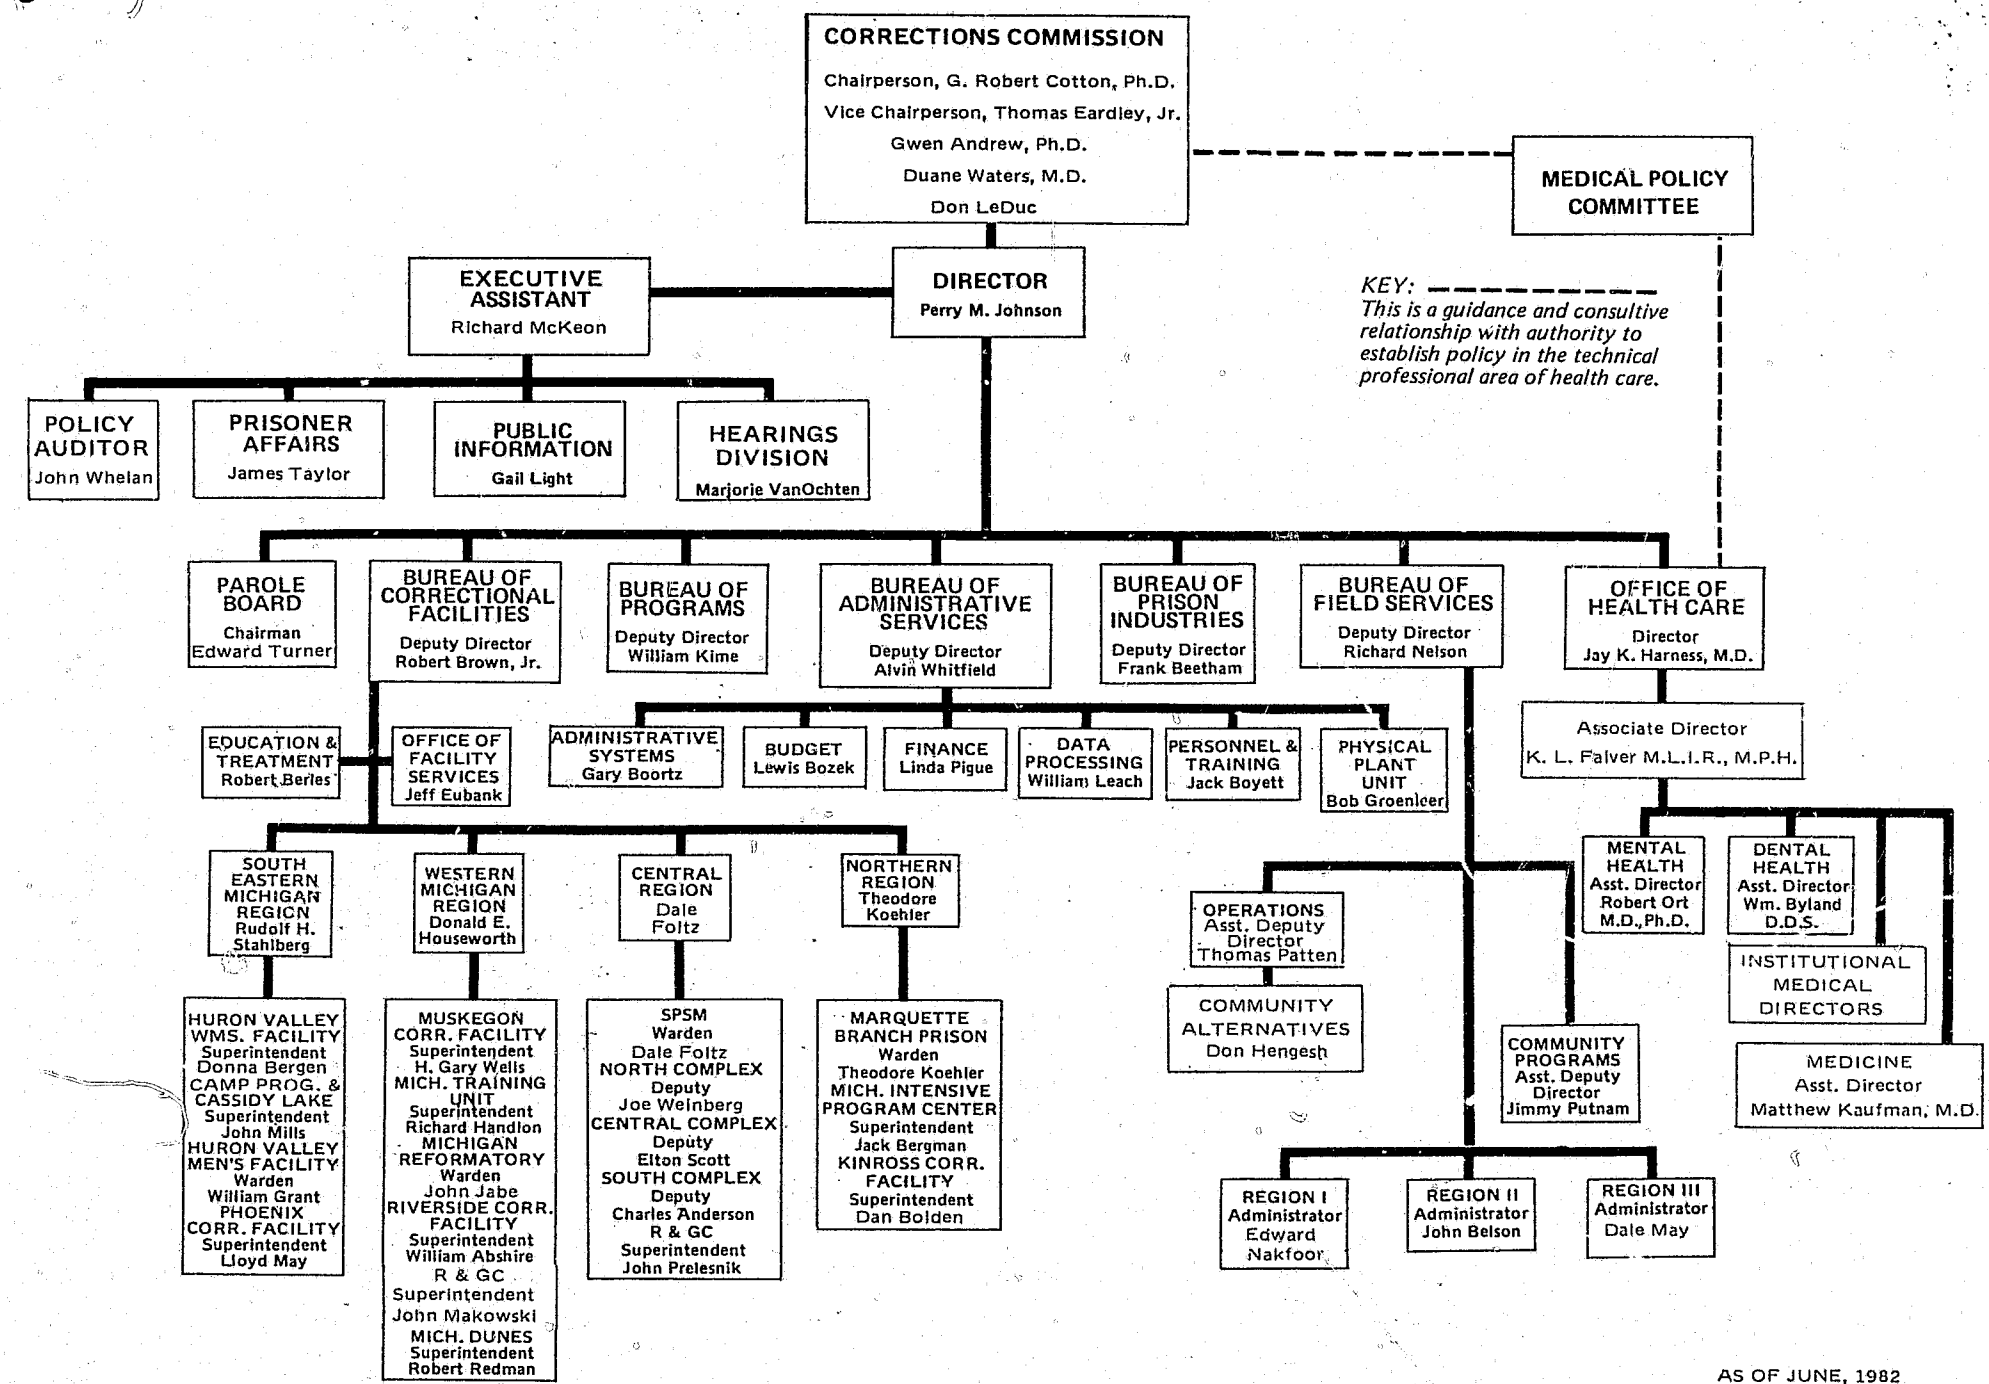 CORRECTIONS COMMISSION
Chairperson, G. Robert Cotton, Ph.D.
Vice Chairperson, Thomas Eardley, Jr.
Gwen Andrew, Ph.D.
Duane Waters, M.D.
Don LeDuc
MEDICAL POLICY
COMMITTEE
EXECUTIVE
ASSISTANT
Richard McKeon
DIRECTOR
Perry M. Johnson
KEY:
This is a guidance and consultive
relationship with authority to
establish policy in the technical
professional area of health care.
POLICY
AUDITOR
John Whelan
PRISONER
AFFAIRS
James Taylor
PUBLIC
INFORMATION
Gail Light
HEARINGS
DIVISION
Marjorie VanOchten
PAROLE
BOARD
Chairman
Edward Turner
BUREAU OF
CORRECTIONAL
FACILITIES
Deputy Director
Robert Brown, Jr.
BUREAU OF
PROGRAMS
Deputy Director
William Kime
BUREAU OF
ADMINISTRATIVE
SERVICES
Deputy Director
Alvin Whitfield
BUREAU OF
PRISON
INDUSTRIES
Deputy Director
Frank Beetham
BUREAU OF
FIELD SERVICES
Deputy Director
Richard Nelson
OFFICE OF
HEALTH CARE
Director
Jay K. Harness, M.D.
EDUCATION &
TREATMENT
Robert Berles
OFFICE OF
FACILITY
SERVICES
Jeff Eubank
ADMINISTRATIVE
SYSTEMS
Gary Boortz
BUDGET
Lewis Bozek
FINANCE
Linda Pigue
DATA
PROCESSING
William Leach
PERSONNEL &
TRAINING
Jack Boyett
PHYSICAL
PLANT
UNIT
Bob Groenleer
Associate Director
K. L. Falver M.L.I.R., M.P.H.
SOUTH
EASTERN
MICHIGAN
REGION
Rudolf H.
Stahlberg
WESTERN
MICHIGAN
REGION
Donald E.
Houseworth
CENTRAL
REGION
Dale
Foltz
NORTHERN
REGION
Theodore
Koehler
OPERATIONS
Asst. Deputy
Director
Thomas Patten
COMMUNITY
ALTERNATIVES
Don Hengesh
COMMUNITY
PROGRAMS
Asst. Deputy
Director
Jimmy Putnam
MENTAL
HEALTH
Asst. Director
Robert Ort
M.D., Ph.D.
DENTAL
HEALTH
Asst. Director
Wm. Byland
D.D.S.
INSTITUTIONAL
MEDICAL
DIRECTORS
MEDICINE
Asst. Director
Matthew Kaufman, M.D.
HURON VALLEY
WMS. FACILITY
Superintendent
Donna Bergen
CAMP PROG. &
CASSIDY LAKE
Superintendent
John Mills
HURON VALLEY
MEN'S FACILITY
Warden
William Grant
PHOENIX
CORR. FACILITY
Superintendent
Lloyd May
MUSKEGON
CORR. FACILITY
Superintendent
H. Gary Wells
MICH. TRAINING
UNIT
Superintendent
Richard Handlon
MICHIGAN
REFORMATORY
Warden
John Jabe
RIVERSIDE CORR.
FACILITY
Superintendent
William Abshire
R & GC
Superintendent
John Makowski
MICH. DUNES
Superintendent
Robert Redman
SPSM
Warden
Dale Foltz
NORTH COMPLEX
Deputy
Joe Weinberg
CENTRAL COMPLEX
Deputy
Elton Scott
SOUTH COMPLEX
Deputy
Charles Anderson
R & GC
Superintendent
John Prelesnik
MARQUETTE
BRANCH PRISON
Warden
Theodore Koehler
MICH. INTENSIVE
PROGRAM CENTER
Superintendent
Jack Bergman
KINROSS CORR.
FACILITY
Superintendent
Dan Bolden
REGION I
Administrator
Edward
Nakfoor
REGION II
Administrator
John Belson
REGION III
Administrator
Dale May
AS OF JUNE, 1982